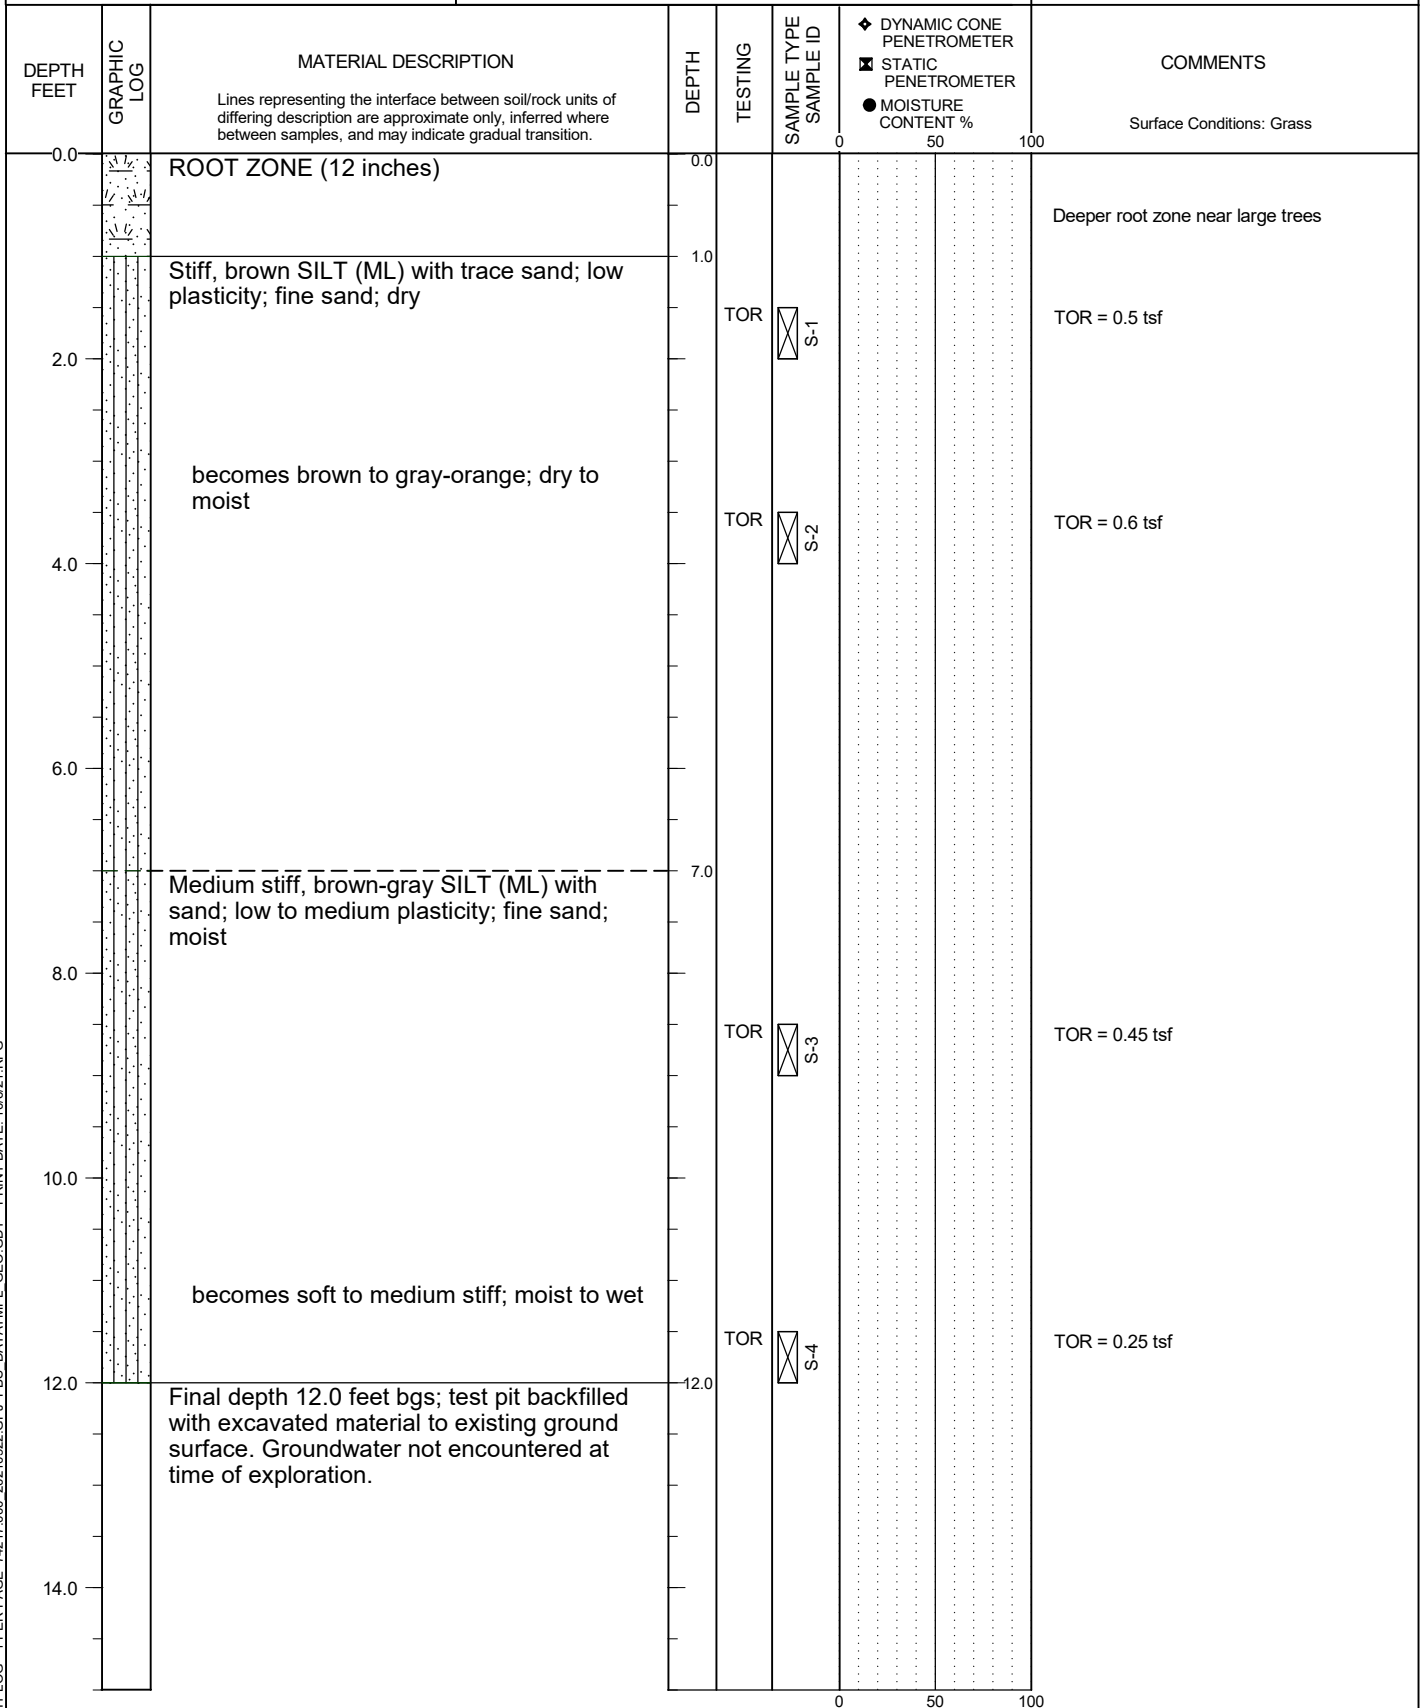 DEPTH
FEET
GRAPHIC
LOG
MATERIAL DESCRIPTION
Lines representing the interface between soil/rock units of
differing description are approximate only, inferred where
between samples, and may indicate gradual transition.
DEPTH
TESTING
SAMPLE TYPE
SAMPLE ID
DYNAMIC CONE
PENETROMETER
STATIC
PENETROMETER
MOISTURE
CONTENT %
0 50 100
COMMENTS
Surface Conditions: Grass
0.0
ROOT ZONE (12 inches)
0.0
Deeper root zone near large trees
1.0
Stiff, brown SILT (ML) with trace sand; low
plasticity; fine sand; dry
TOR
S-1
TOR = 0.5 tsf
2.0
becomes brown to gray-orange; dry to
moist
TOR
S-2
TOR = 0.6 tsf
4.0
6.0
7.0
Medium stiff, brown-gray SILT (ML) with
sand; low to medium plasticity; fine sand;
moist
8.0
TOR
S-3
TOR = 0.45 tsf
10.0
becomes soft to medium stiff; moist to wet
TOR
S-4
TOR = 0.25 tsf
12.0
12.0
Final depth 12.0 feet bgs; test pit backfilled
with excavated material to existing ground
surface. Groundwater not encountered at
time of exploration.
14.0
0 50 100